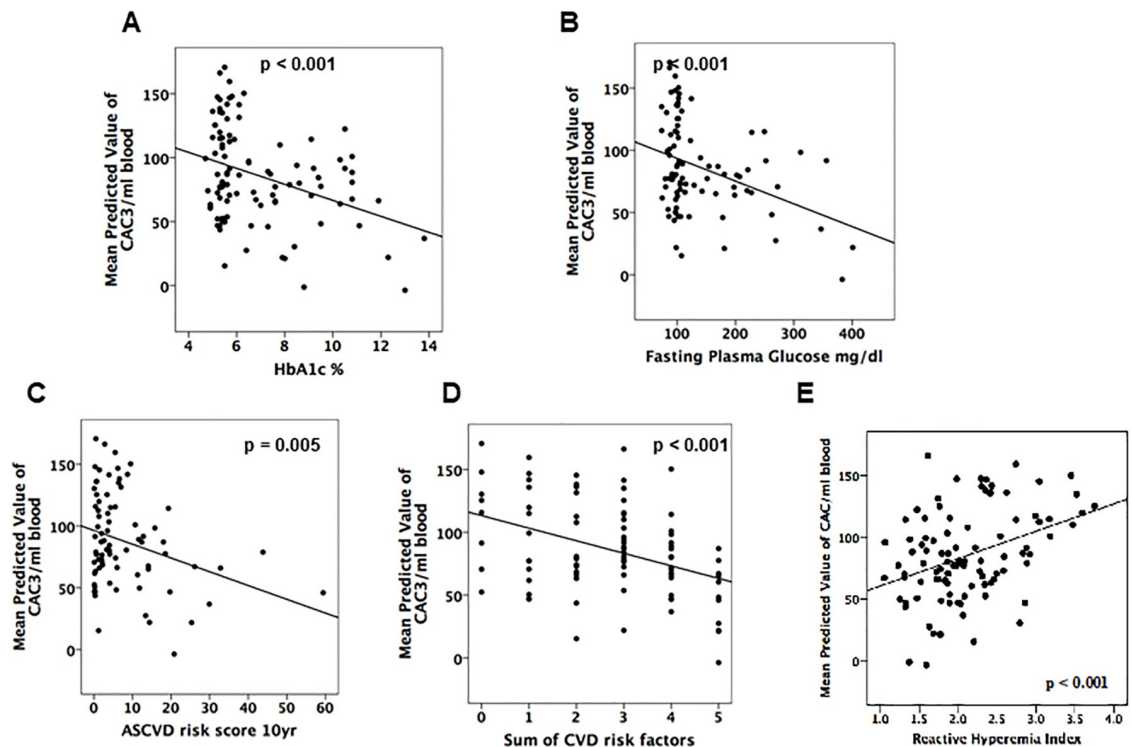 A
p < 0.001
Mean Predicted Value of
CAC3/ml blood
150
100
50
0
4 6 8 10 12 14
HbA1c %
B
p < 0.001
Mean Predicted Value of
CAC3/ml blood
150
100
50
0
100 200 300 400
Fasting Plasma Glucose mg/dl
C
p = 0.005
Mean Predicted Value of
CAC3/ml blood
150
100
50
0
0 10 20 30 40 50 60
ASCVD risk score 10yr
D
p < 0.001
Mean Predicted Value of
CAC3/ml blood
150
100
50
0
0 1 2 3 4 5
Sum of CVD risk factors
E
Mean Predicted Value of CAC/ml blood
150
100
50
0
p < 0.001
1.0 1.5 2.0 2.5 3.0 3.5 4.0
Reactive Hyperemia Index